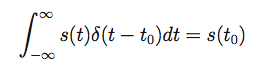 ∫_{-∞}^{∞} s(t)δ(t − t₀)dt = s(t₀)